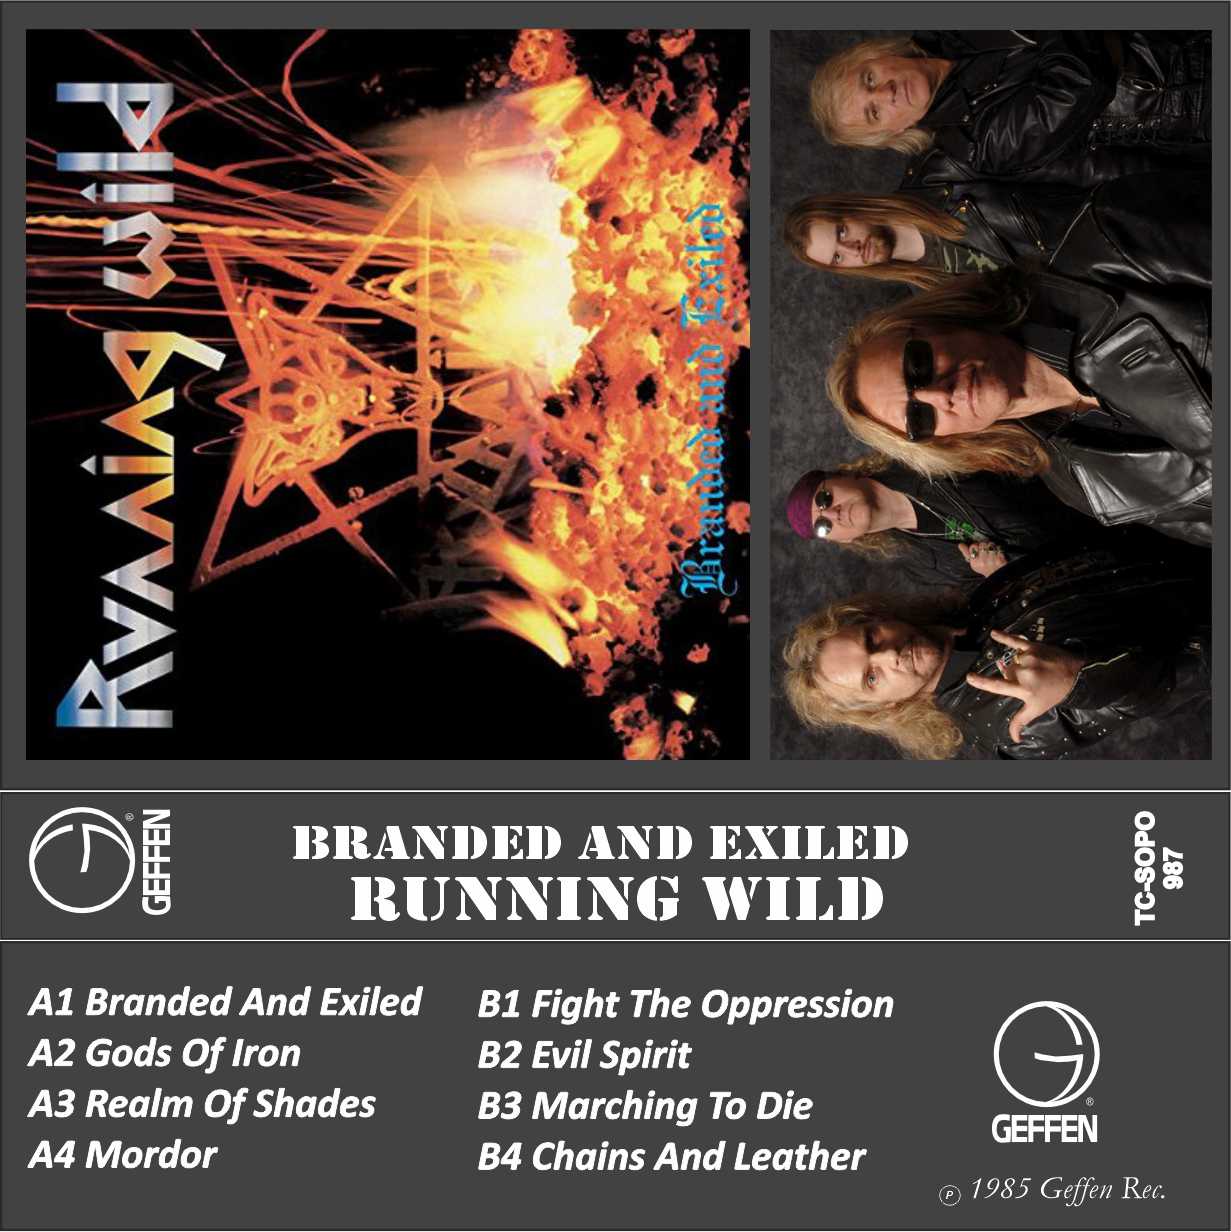 Running Wild
Branded and Exiled
GEFFEN
®
BRANDED AND EXILED
RUNNING WILD
TC-SOPO
987
A1 Branded And Exiled
A2 Gods Of Iron
A3 Realm Of Shades
A4 Mordor
B1 Fight The Oppression
B2 Evil Spirit
B3 Marching To Die
B4 Chains And Leather
®
GEFFEN
℗ 1985 Geffen Rec.